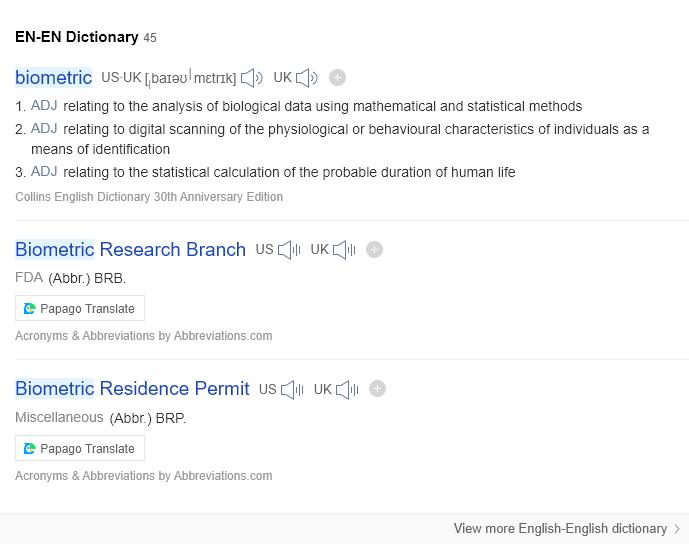 EN-EN Dictionary 45
biometric US·UK [ˌbaɪəʊˈmɛtrɪk] UK
1. ADJ relating to the analysis of biological data using mathematical and statistical methods
2. ADJ relating to digital scanning of the physiological or behavioural characteristics of individuals as a
means of identification
3. ADJ relating to the statistical calculation of the probable duration of human life
Collins English Dictionary 30th Anniversary Edition
Biometric Research Branch US UK
FDA (Abbr.) BRB.
Papago Translate
Acronyms & Abbreviations by Abbreviations.com
Biometric Residence Permit US UK
Miscellaneous (Abbr.) BRP.
Papago Translate
Acronyms & Abbreviations by Abbreviations.com
View more English-English dictionary